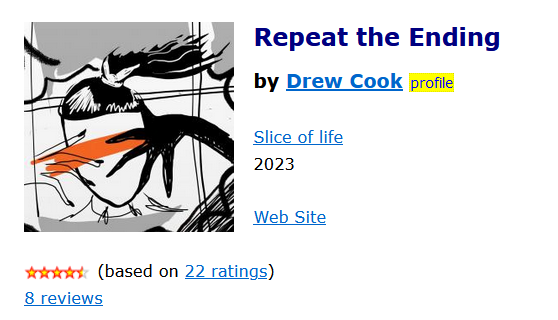 Repeat the Ending
by Drew Cook profile
Slice of life
2023
Web Site
(based on 22 ratings)
8 reviews